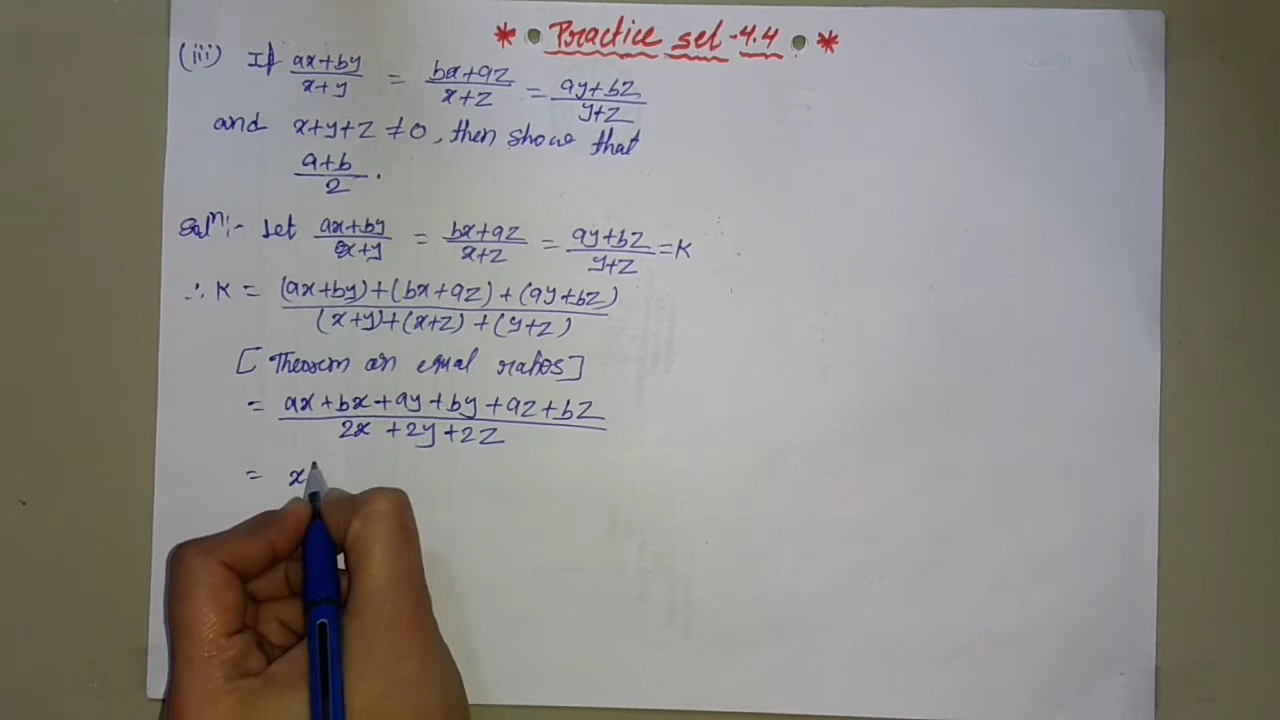 * • Practice set-4.4 • *
(iii) If ax+by/x+y = bx+az/x+z = ay+bz/y+z
and x+y+z ≠0, then show that
a+b/2 .
Solⁿ:- Let ax+by/x+y = bx+az/x+z = ay+bz/y+z = K
∴ K = (ax+by)+(bx+az)+(ay+bz)/(x+y)+(x+z)+(y+z)
[Theorem on equal ratios]
= ax+bx+ay+by+az+bz/2x+2y+2z
= x